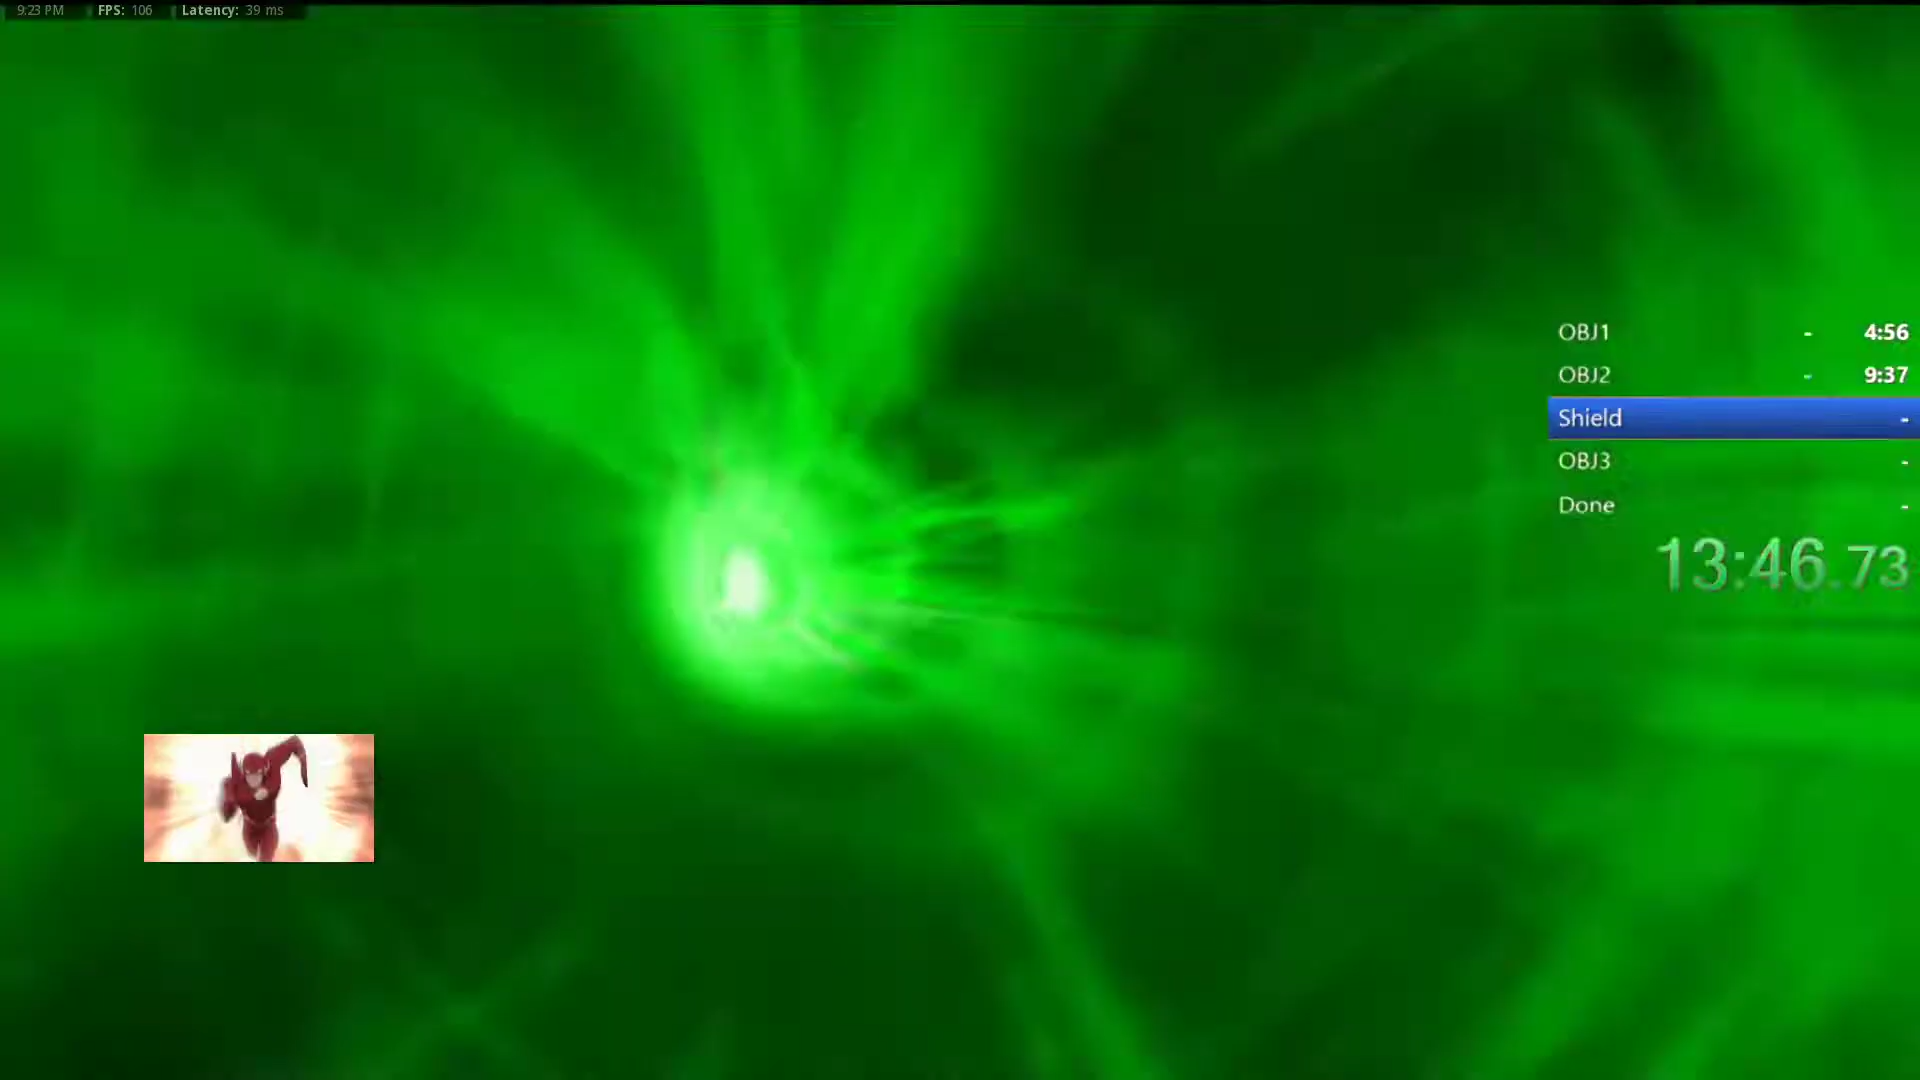 9:23 PM FPS: 106 Latency: 39 ms
OBJ1 - 4:56
OBJ2 - 9:37
Shield -
OBJ3 -
Done -
13:46.73